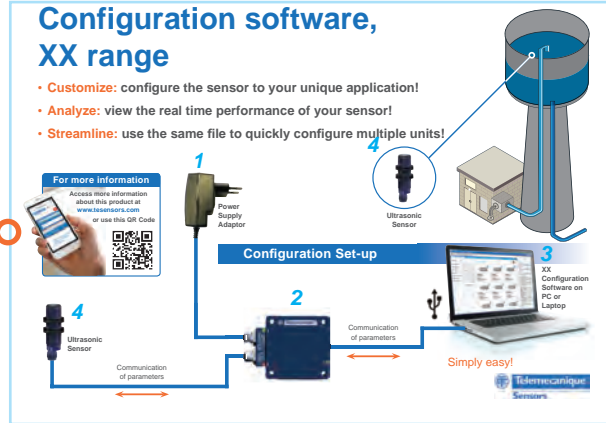 Configuration software,
XX range
• Customize: configure the sensor to your unique application!
• Analyze: view the real time performance of your sensor!
• Streamline: use the same file to quickly configure multiple units!
For more information
Access more information
about this product at
www.tesensors.com
or use this QR Code
1
Power
Supply
Adaptor
4
Ultrasonic
Sensor
Configuration Set-up
3
XX
Configuration
Software on
PC or
Laptop
2
4
Ultrasonic
Sensor
Communication
of parameters
Communication
of parameters
Simply easy!
Telemecanique
Sensors